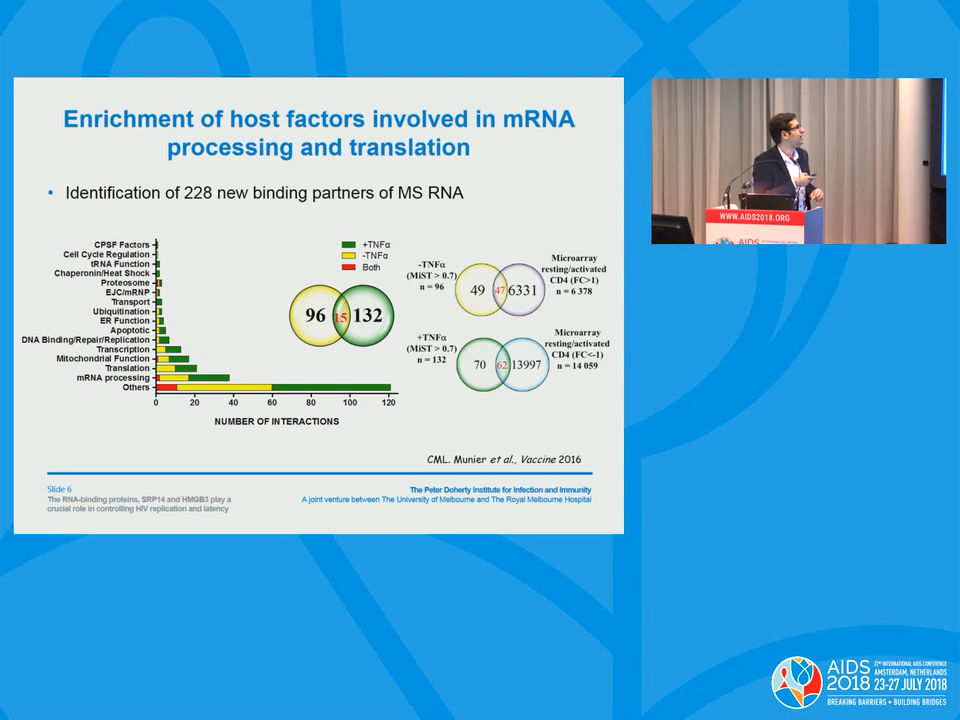 Enrichment of host factors involved in mRNA
processing and translation
• Identification of 228 new binding partners of MS RNA
CPSF Factors
Cell Cycle Regulation
tRNA Function
Chaperonin/Heat Shock
Proteosome
EJC/mRNP
Transport
Ubiquitination
ER Function
Apoptotic
DNA Binding/Repair/Replication
Transcription
Mitochondrial Function
Translation
mRNA processing
Others
0 20 40 60 80 100 120
NUMBER OF INTERACTIONS
+TNFα
-TNFα
Both
96 15 132
-TNFα
(MiST > 0.7)
n = 96
49 47 6331
Microarray
resting/activated
CD4 (FC>1)
n = 6 378
+TNFα
(MiST > 0.7)
n = 132
70 62 13997
Microarray
resting/activated
CD4 (FC<-1)
n = 14 059
CML. Munier et al., Vaccine 2016
Slide 6
The RNA-binding proteins, SRP14 and HMGB3 play a
crucial role in controlling HIV replication and latency
The Peter Doherty Institute for Infection and Immunity
A joint venture between The University of Melbourne and The Royal Melbourne Hospital
WWW.AIDS2018.ORG
AIDS
AIDS
2018
22ND INTERNATIONAL AIDS CONFERENCE
AMSTERDAM, NETHERLANDS
23-27 JULY 2018
BREAKING BARRIERS • BUILDING BRIDGES